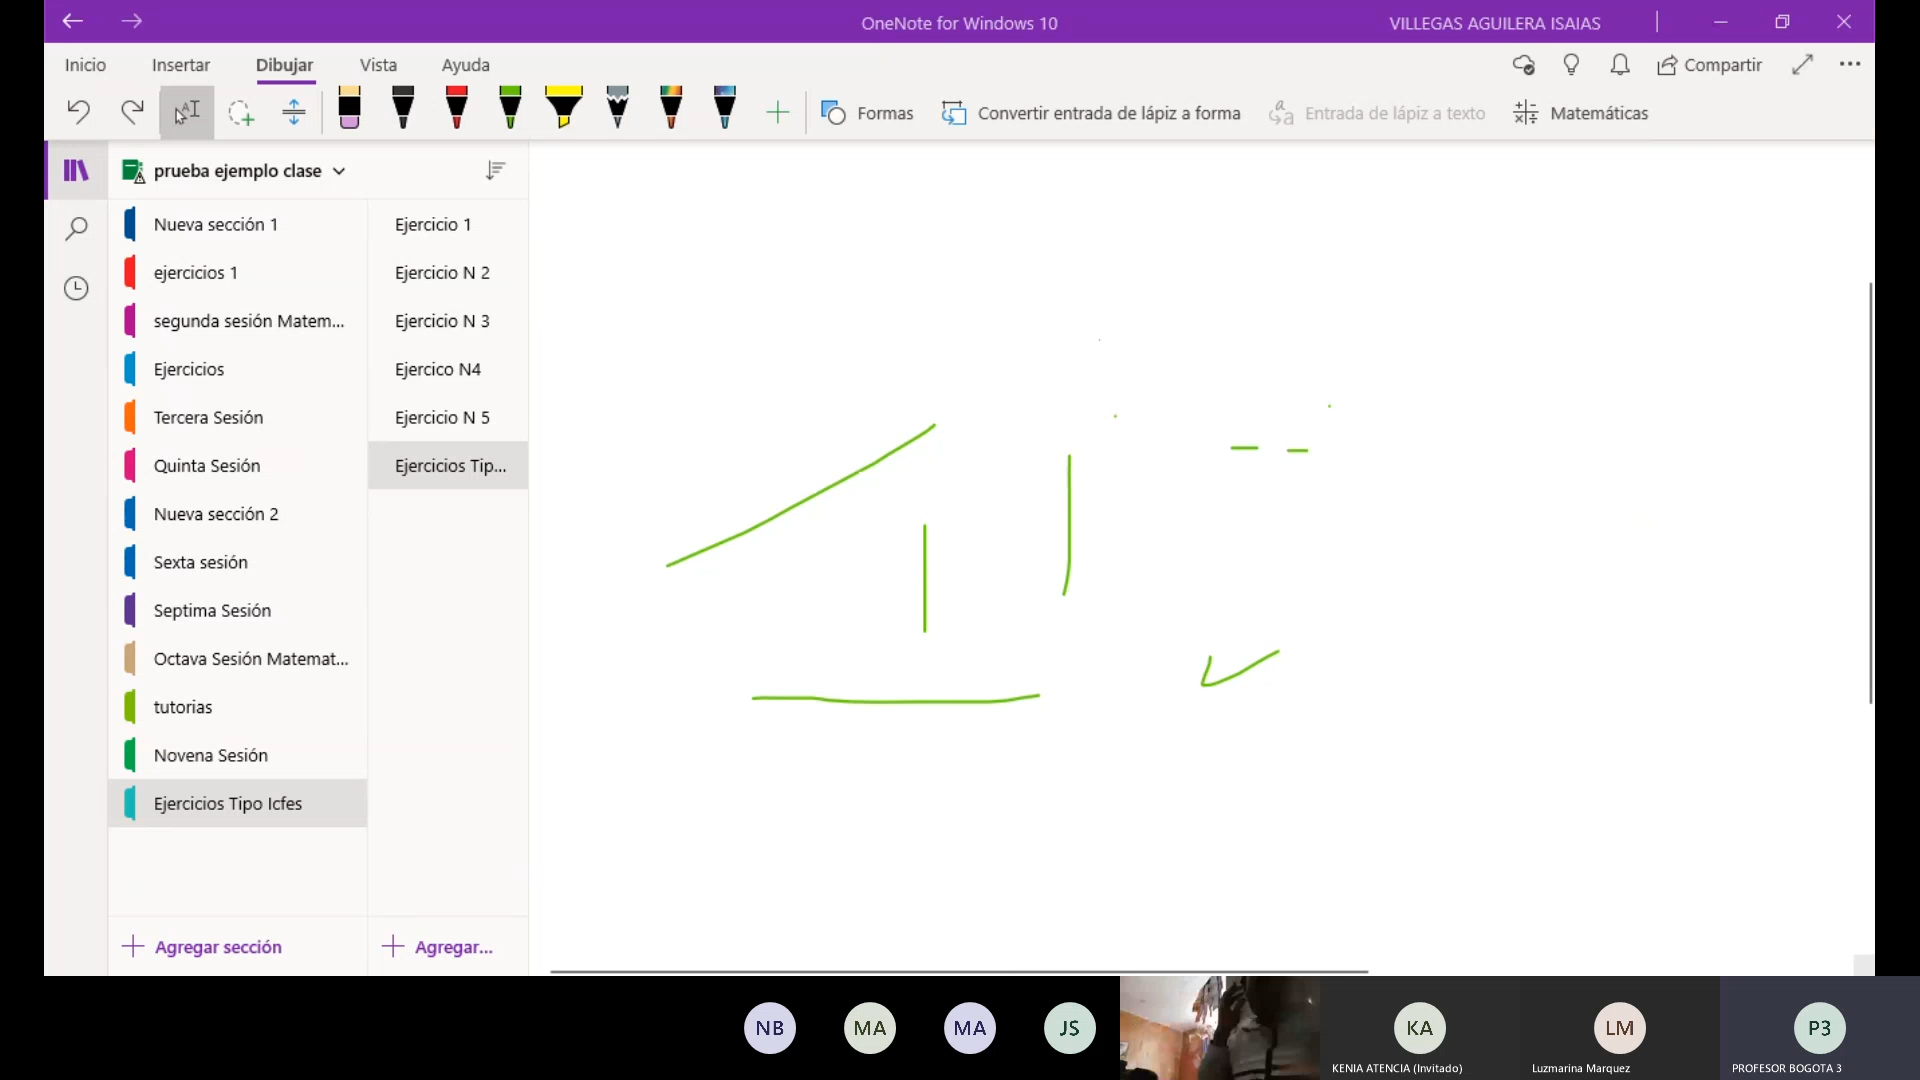 OneNote for Windows 10
VILLEGAS AGUILERA ISAIAS
Inicio
Insertar
Dibujar
Vista
Ayuda
Compartir
Formas
Convertir entrada de lápiz a forma
Entrada de lápiz a texto
Matemáticas
prueba ejemplo clase
Nueva sección 1
ejercicios 1
segunda sesión Matem...
Ejercicios
Tercera Sesión
Quinta Sesión
Nueva sección 2
Sexta sesión
Septima Sesión
Octava Sesión Matemat...
tutorias
Novena Sesión
Ejercicios Tipo Icfes
Agregar sección
Ejercicio 1
Ejercicio N 2
Ejercicio N 3
Ejercico N4
Ejercicio N 5
Ejercicios Tip...
Agregar...
NB
MA
MA
JS
KA
KENIA ATENCIA (Invitado)
LM
Luzmarina Marquez
P3
PROFESOR BOGOTA 3